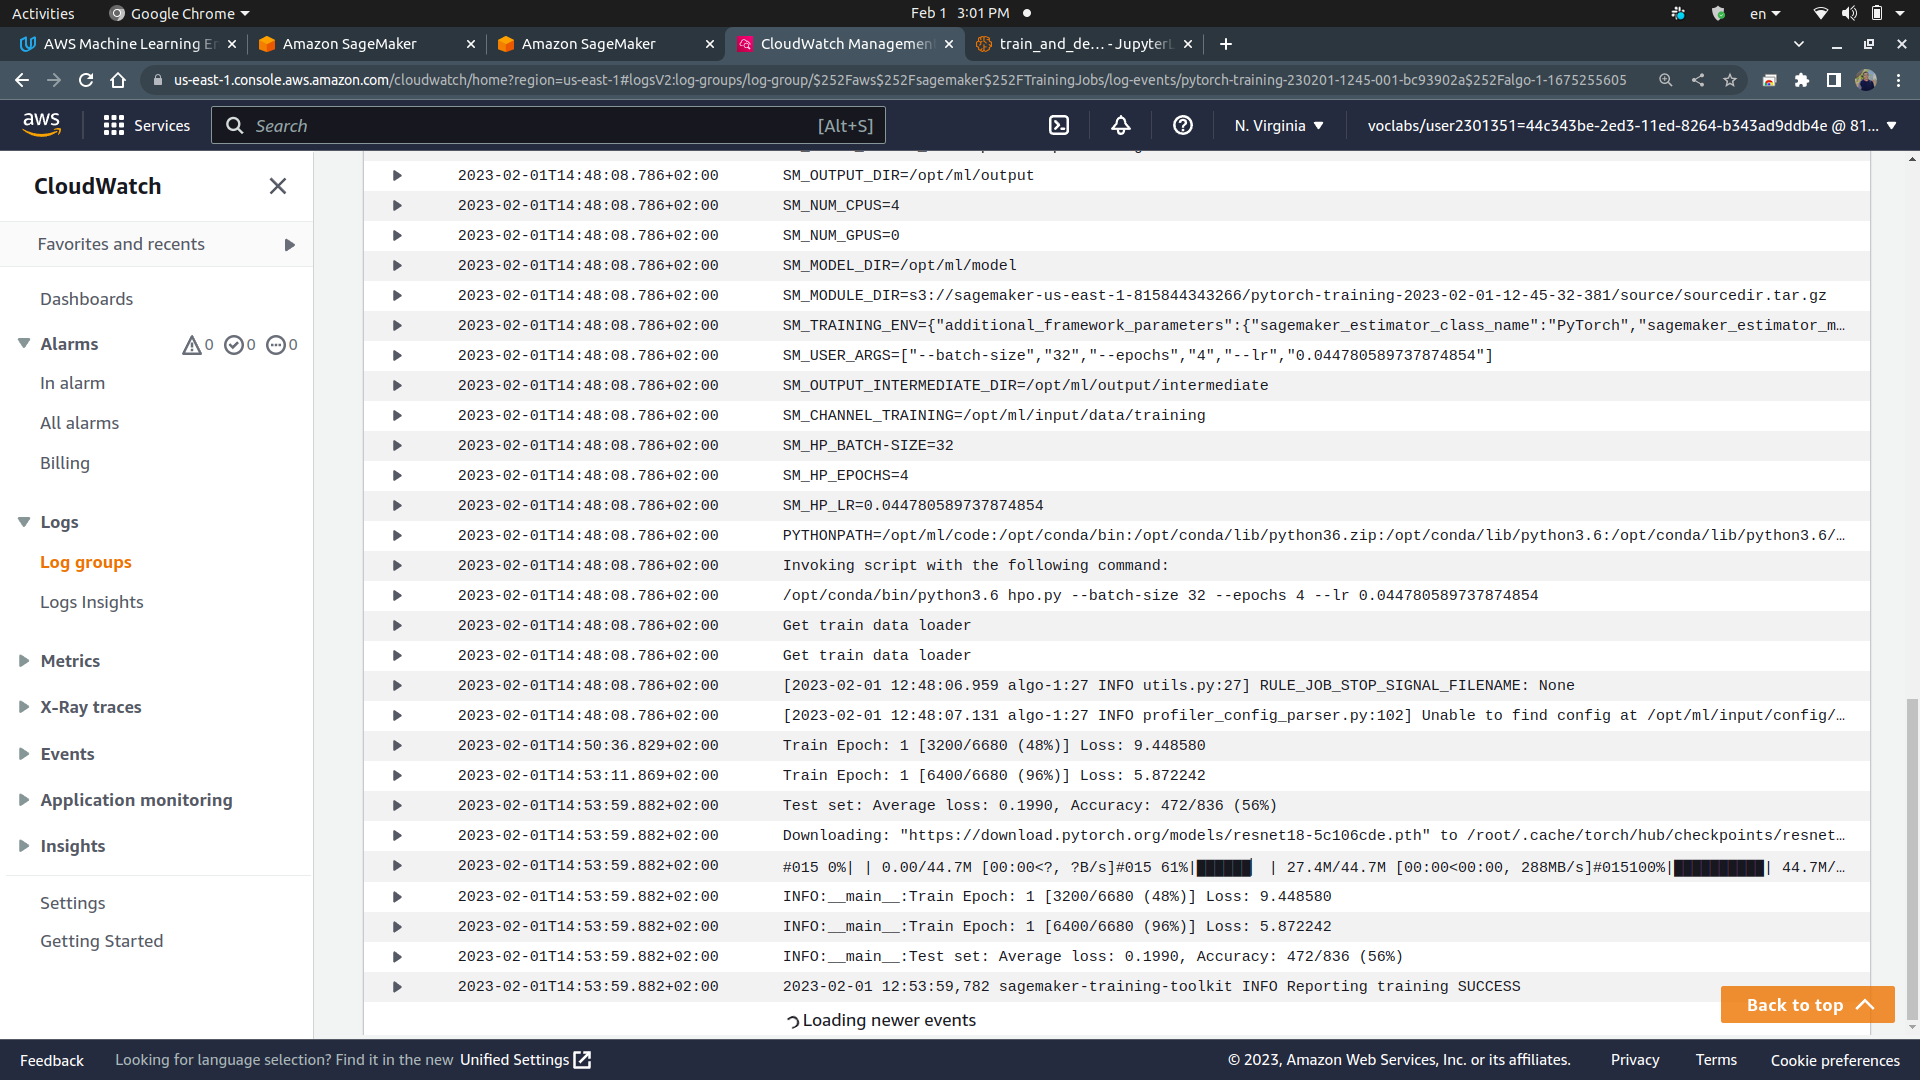 Activities
Google Chrome
Feb 1 3:01 PM
en
AWS Machine Learning En
Amazon SageMaker
Amazon SageMaker
CloudWatch Managemen
train_and_de… - JupyterL
us-east-1.console.aws.amazon.com/cloudwatch/home?region=us-east-1#logsV2:log-groups/log-group/$252Faws$252Fsagemaker$252FTrainingJobs/log-events/pytorch-training-230201-1245-001-bc93902a$252Falgo-1-1675255605
aws
Services
Search
[Alt+S]
N. Virginia
voclabs/user2301351=44c343be-2ed3-11ed-8264-b343ad9ddb4e @ 81...
CloudWatch
Favorites and recents
Dashboards
Alarms 0 0 0
In alarm
All alarms
Billing
Logs
Log groups
Logs Insights
Metrics
X-Ray traces
Events
Application monitoring
Insights
Settings
Getting Started
2023-02-01T14:48:08.786+02:00 SM_OUTPUT_DIR=/opt/ml/output
2023-02-01T14:48:08.786+02:00 SM_NUM_CPUS=4
2023-02-01T14:48:08.786+02:00 SM_NUM_GPUS=0
2023-02-01T14:48:08.786+02:00 SM_MODEL_DIR=/opt/ml/model
2023-02-01T14:48:08.786+02:00 SM_MODULE_DIR=s3://sagemaker-us-east-1-815844343266/pytorch-training-2023-02-01-12-45-32-381/source/sourcedir.tar.gz
2023-02-01T14:48:08.786+02:00 SM_TRAINING_ENV={"additional_framework_parameters":{"sagemaker_estimator_class_name":"PyTorch","sagemaker_estimator_m…
2023-02-01T14:48:08.786+02:00 SM_USER_ARGS=["--batch-size","32","--epochs","4","--lr","0.044780589737874854"]
2023-02-01T14:48:08.786+02:00 SM_OUTPUT_INTERMEDIATE_DIR=/opt/ml/output/intermediate
2023-02-01T14:48:08.786+02:00 SM_CHANNEL_TRAINING=/opt/ml/input/data/training
2023-02-01T14:48:08.786+02:00 SM_HP_BATCH-SIZE=32
2023-02-01T14:48:08.786+02:00 SM_HP_EPOCHS=4
2023-02-01T14:48:08.786+02:00 SM_HP_LR=0.044780589737874854
2023-02-01T14:48:08.786+02:00 PYTHONPATH=/opt/ml/code:/opt/conda/bin:/opt/conda/lib/python36.zip:/opt/conda/lib/python3.6:/opt/conda/lib/python3.6/…
2023-02-01T14:48:08.786+02:00 Invoking script with the following command:
2023-02-01T14:48:08.786+02:00 /opt/conda/bin/python3.6 hpo.py --batch-size 32 --epochs 4 --lr 0.044780589737874854
2023-02-01T14:48:08.786+02:00 Get train data loader
2023-02-01T14:48:08.786+02:00 Get train data loader
2023-02-01T14:48:08.786+02:00 [2023-02-01 12:48:06.959 algo-1:27 INFO utils.py:27] RULE_JOB_STOP_SIGNAL_FILENAME: None
2023-02-01T14:48:08.786+02:00 [2023-02-01 12:48:07.131 algo-1:27 INFO profiler_config_parser.py:102] Unable to find config at /opt/ml/input/config/…
2023-02-01T14:50:36.829+02:00 Train Epoch: 1 [3200/6680 (48%)] Loss: 9.448580
2023-02-01T14:53:11.869+02:00 Train Epoch: 1 [6400/6680 (96%)] Loss: 5.872242
2023-02-01T14:53:59.882+02:00 Test set: Average loss: 0.1990, Accuracy: 472/836 (56%)
2023-02-01T14:53:59.882+02:00 Downloading: "https://download.pytorch.org/models/resnet18-5c106cde.pth" to /root/.cache/torch/hub/checkpoints/resnet…
2023-02-01T14:53:59.882+02:00 #015 0%| | 0.00/44.7M [00:00<?, ?B/s]#015 61%|██████ | 27.4M/44.7M [00:00<00:00, 288MB/s]#015100%|██████████| 44.7M/…
2023-02-01T14:53:59.882+02:00 INFO:__main__:Train Epoch: 1 [3200/6680 (48%)] Loss: 9.448580
2023-02-01T14:53:59.882+02:00 INFO:__main__:Train Epoch: 1 [6400/6680 (96%)] Loss: 5.872242
2023-02-01T14:53:59.882+02:00 INFO:__main__:Test set: Average loss: 0.1990, Accuracy: 472/836 (56%)
2023-02-01T14:53:59.882+02:00 2023-02-01 12:53:59,782 sagemaker-training-toolkit INFO Reporting training SUCCESS
Loading newer events
Back to top
Feedback
Looking for language selection? Find it in the new Unified Settings
© 2023, Amazon Web Services, Inc. or its affiliates.
Privacy
Terms
Cookie preferences